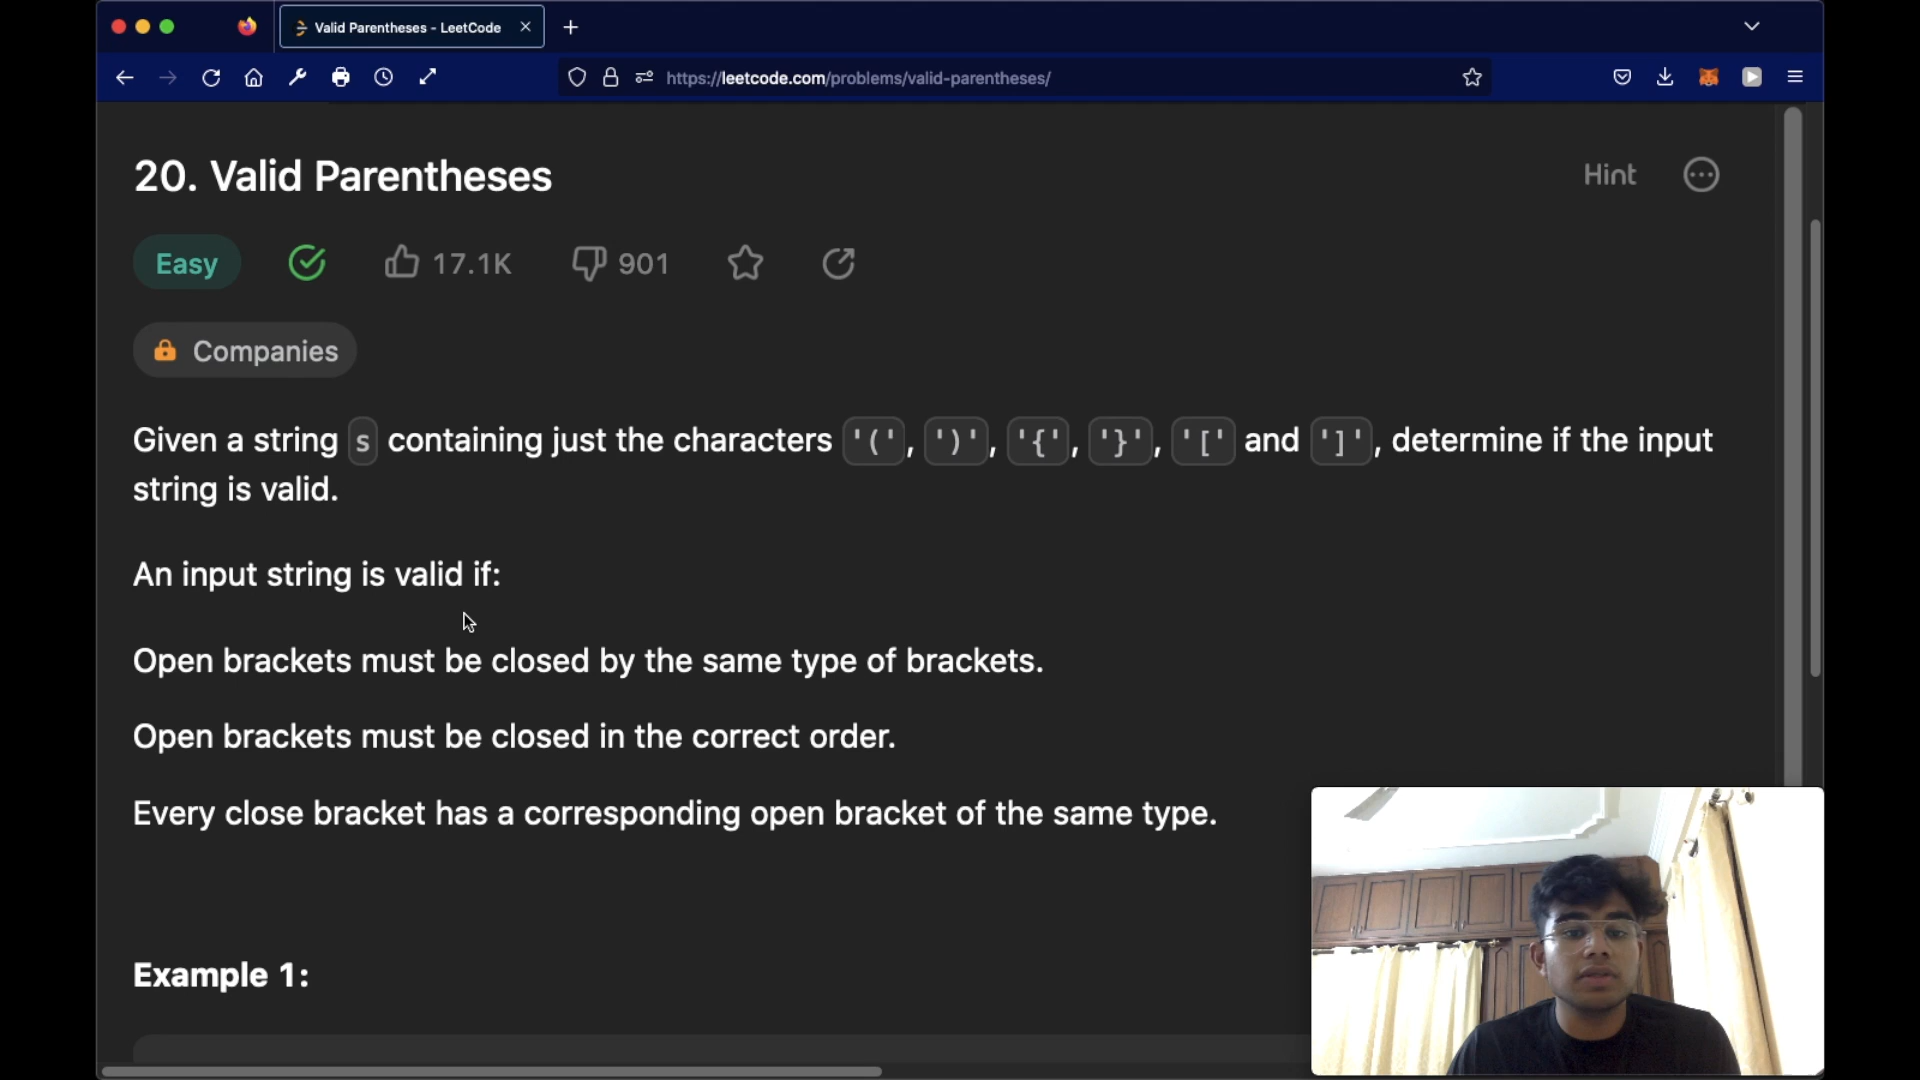 Valid Parentheses - LeetCode
https://leetcode.com/problems/valid-parentheses/
20. Valid Parentheses
Hint
Easy
17.1K
901
Companies
Given a string s containing just the characters '(', ')', '{', '}', '[' and ']', determine if the input
string is valid.
An input string is valid if:
Open brackets must be closed by the same type of brackets.
Open brackets must be closed in the correct order.
Every close bracket has a corresponding open bracket of the same type.
Example 1: